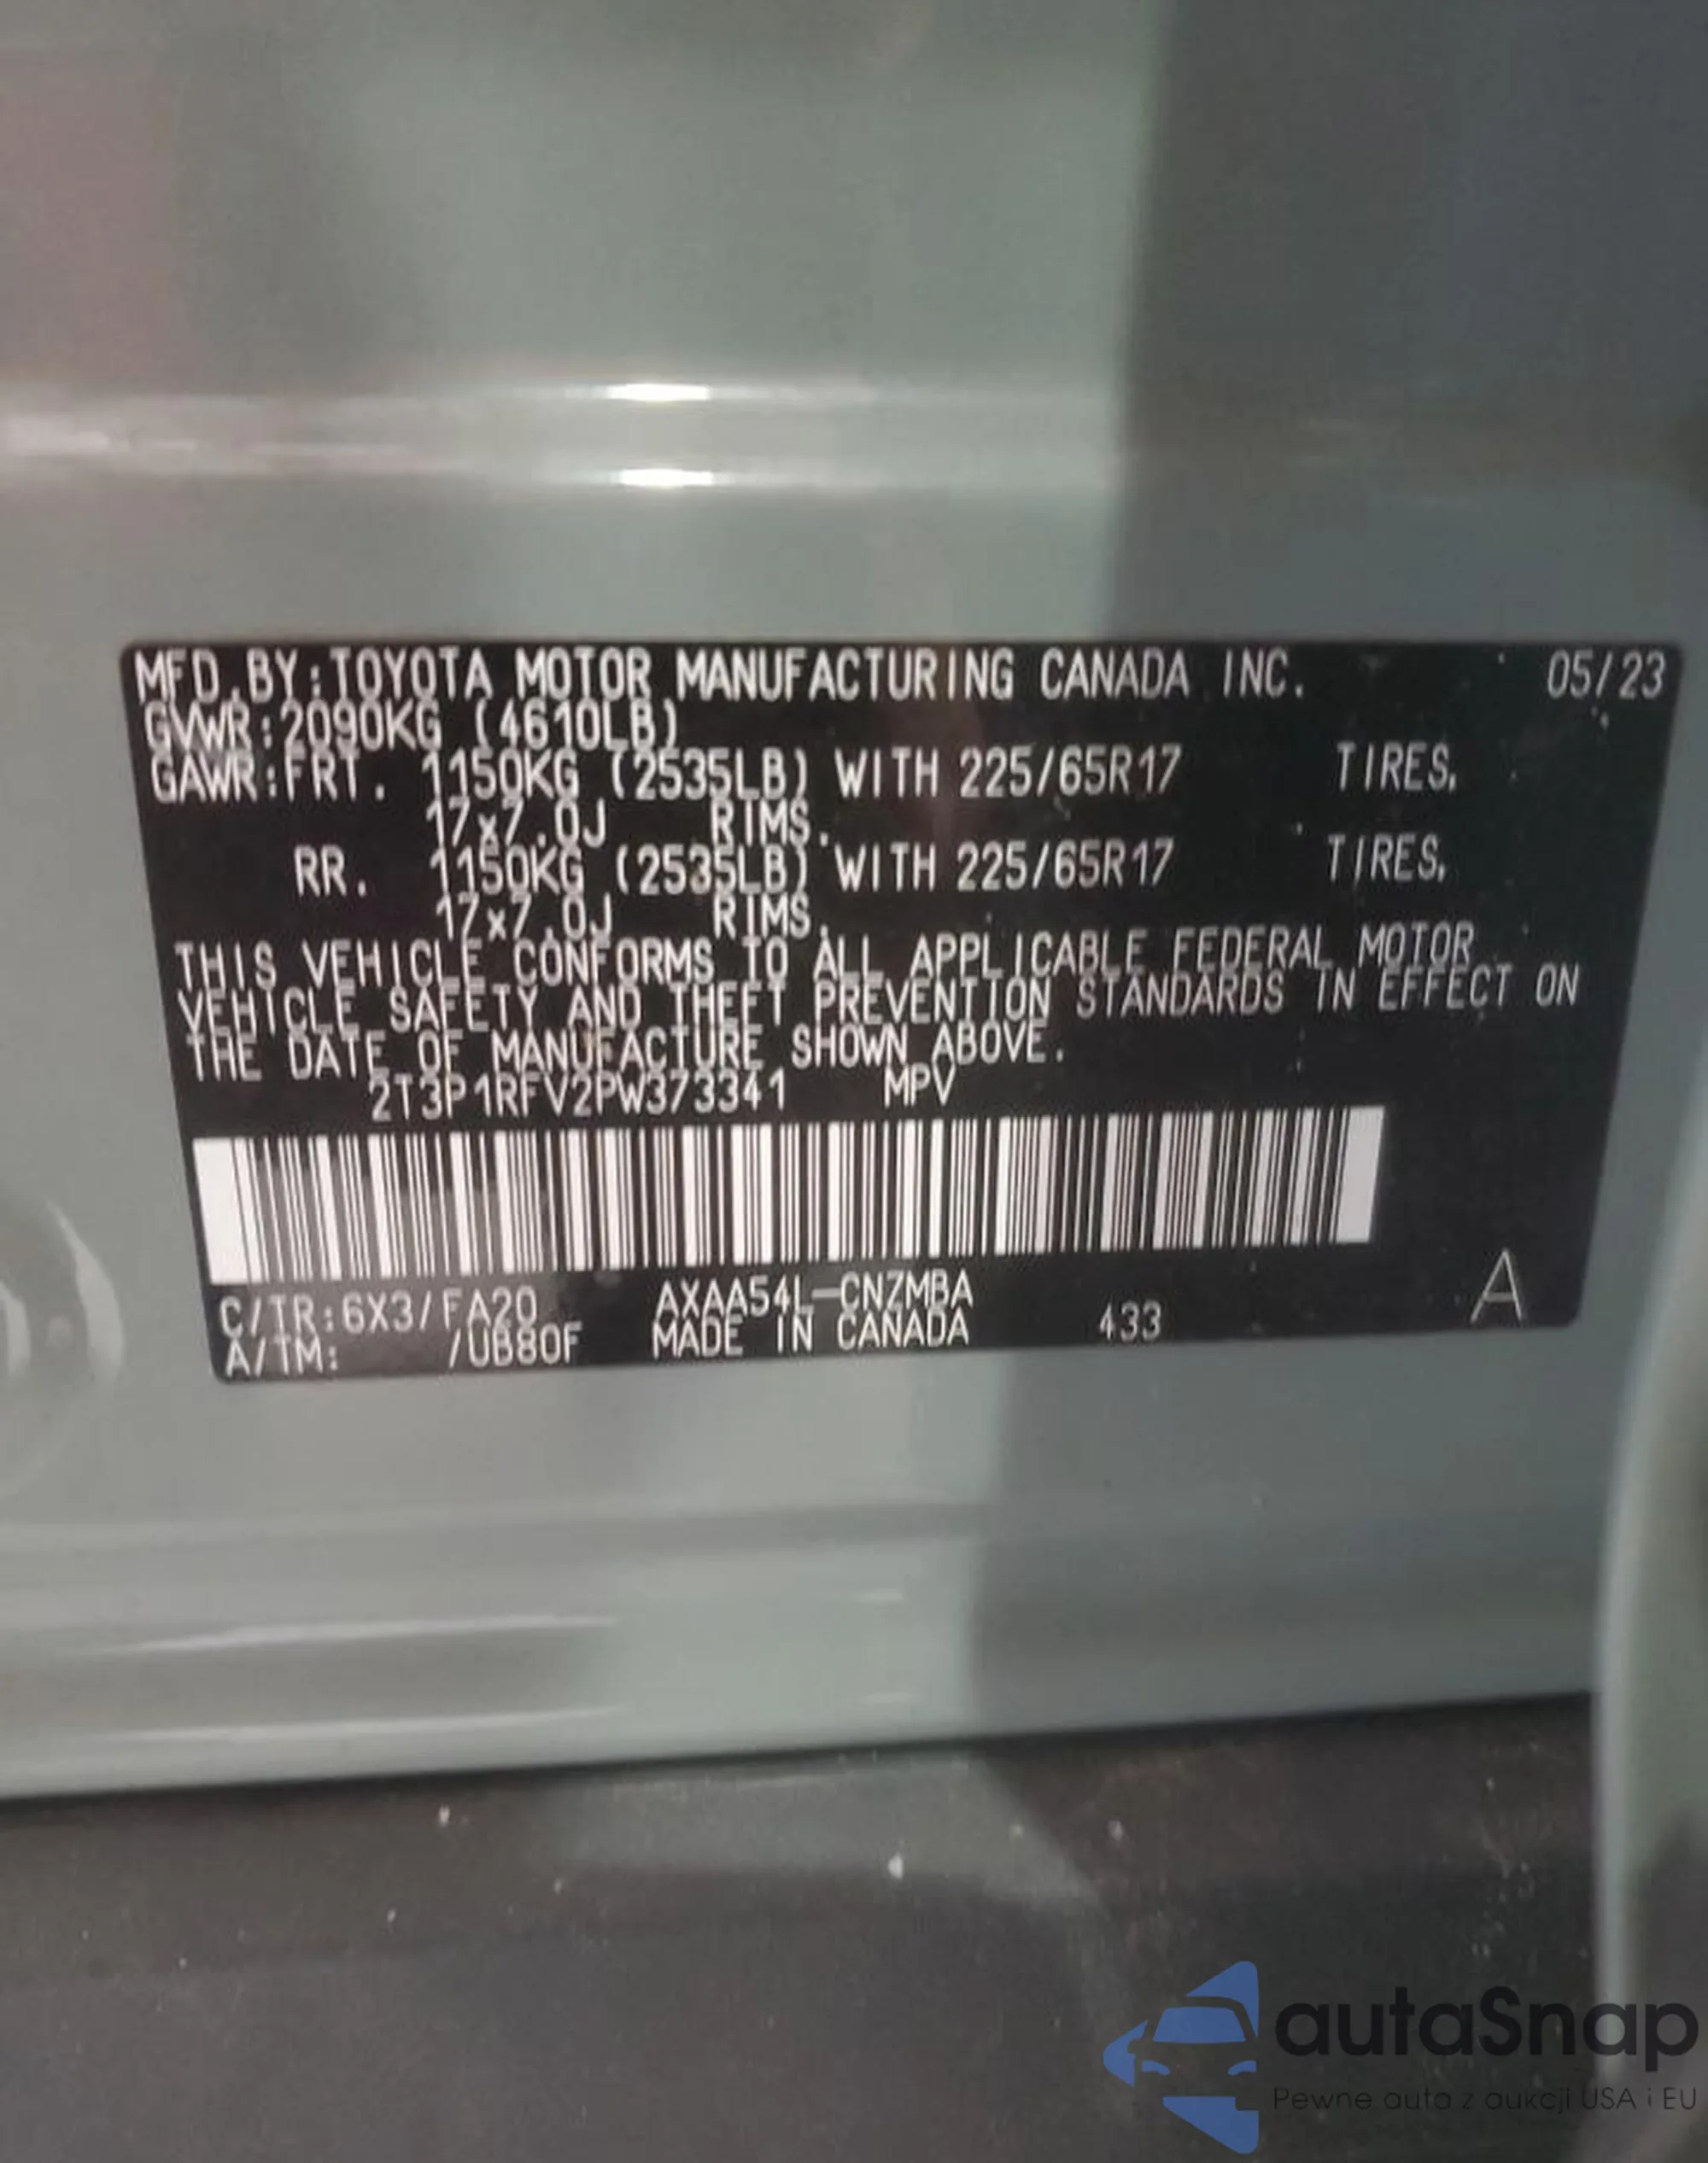 MFD.BY:TOYOTA MOTOR MANUFACTURING CANADA INC. 05/23
GVWR:2090KG (4610LB)
GAWR:FRT. 1150KG (2535LB) WITH 225/65R17 TIRES,
17x7.0J RIMS.
RR. 1150KG (2535LB) WITH 225/65R17 TIRES,
17x7.0J RIMS.
THIS VEHICLE CONFORMS TO ALL APPLICABLE FEDERAL MOTOR
VEHICLE SAFETY AND THEFT PREVENTION STANDARDS IN EFFECT ON
THE DATE OF MANUFACTURE SHOWN ABOVE.
2T3P1RFV2PW373341 MPV
C/TR:6X3/FA20 AXAA54L-CNZMBA
A/TM: /UB80F MADE IN CANADA 433 A
autaSnap
Pewne auta z aukcji USA i EU